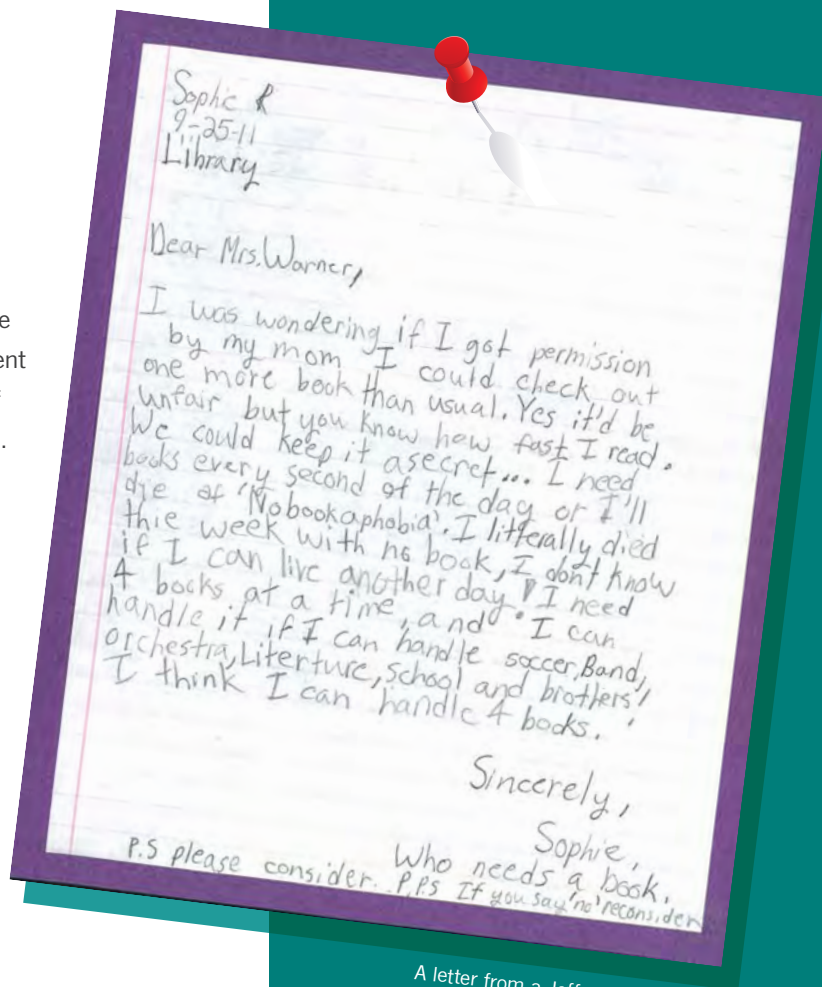 Sophie R
9-25-11
Library
Dear Mrs. Warner,
I was wondering if I got permission
by my mom I could check out
one more book than usual. Yes it'd be
unfair but you know how fast I read.
We could keep it asecret... I need
books every second of the day or I'll
die of 'Nobookaphobia'. I litterally died
thie week with no book, I don't know
if I can live another day! I need
4 books at a time, and I can
handle it if I can handle soccer, Band,
orchestra, Literture, school and brothers,
I think I can handle 4 books.
Sincerely,
Sophie,
Who needs a book.
P.S please consider. P.P.S If you say 'no' reconsider
ent
.
A letter from a Jeff